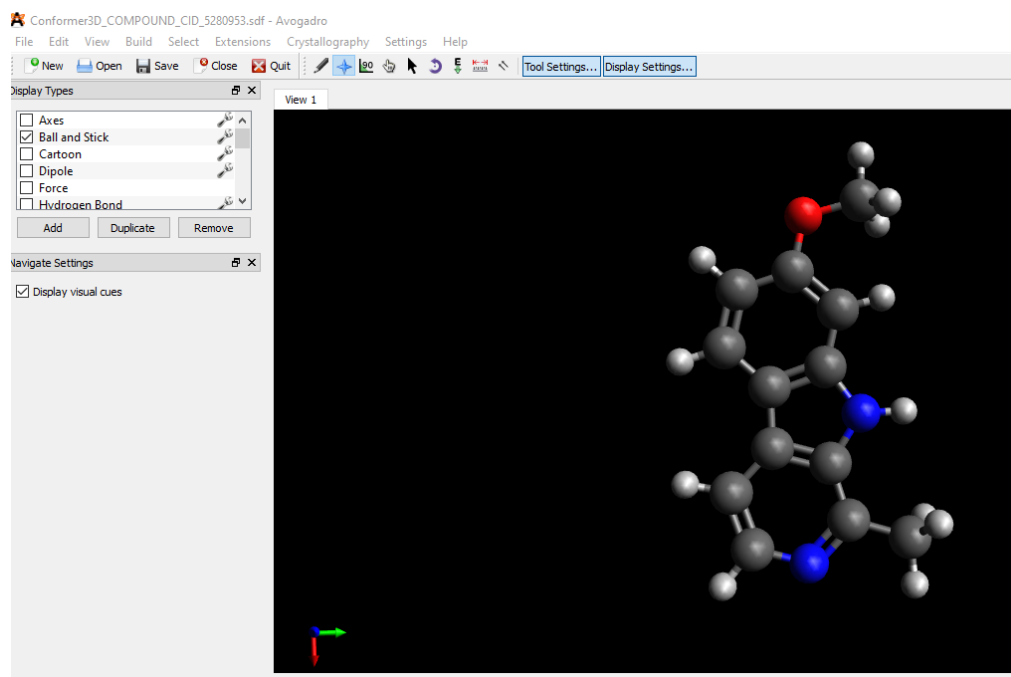 Conformer3D_COMPOUND_CID_5280953.sdf - Avogadro
File Edit View Build Select Extensions Crystallography Settings Help
New Open Save Close Quit 90 E Tool Settings... Display Settings...
Display Types
View 1
Axes
Ball and Stick
Cartoon
Dipole
Force
Hydrogen Bond
Add Duplicate Remove
Navigate Settings
Display visual cues